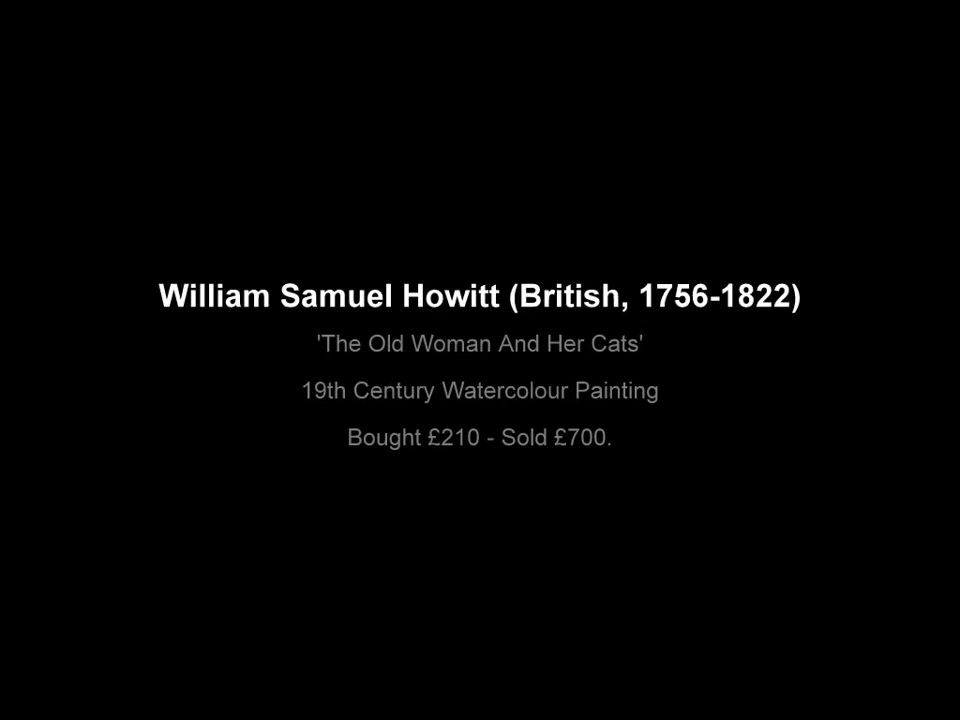 William Samuel Howitt (British, 1756-1822)
'The Old Woman And Her Cats'
19th Century Watercolour Painting
Bought £210 - Sold £700.